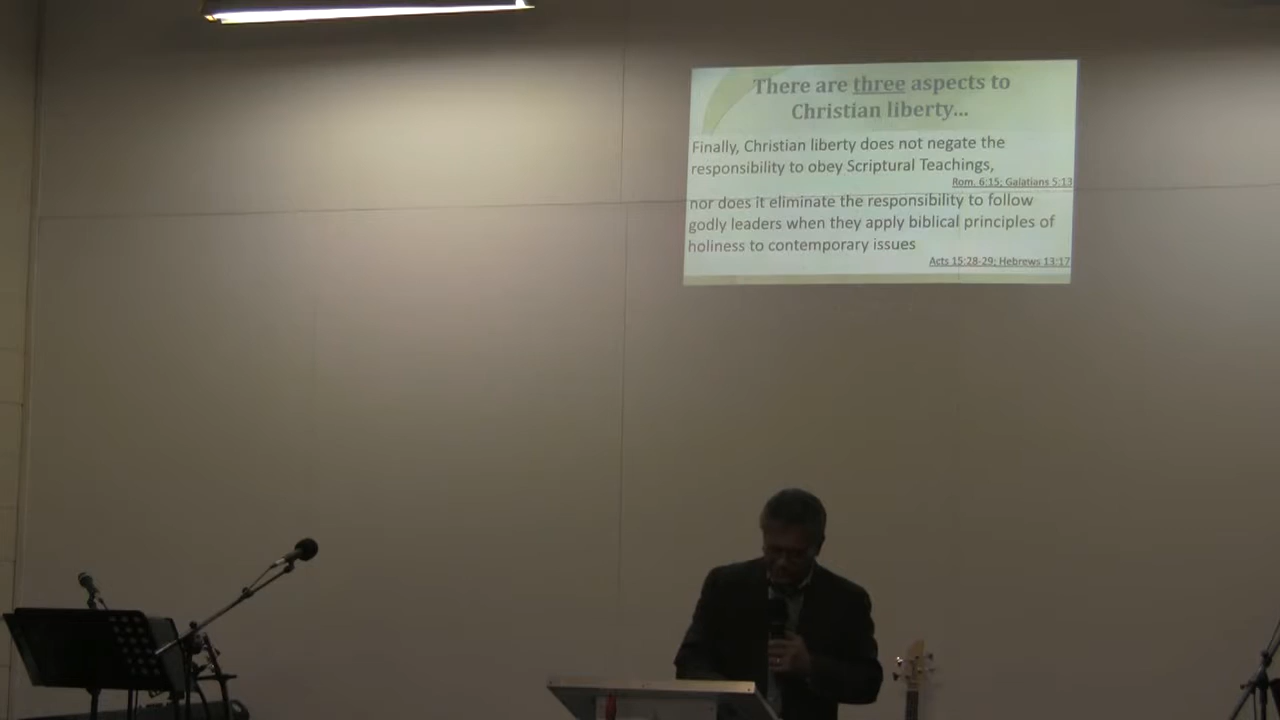 There are three aspects to
Christian liberty...
Finally, Christian liberty does not negate the
responsibility to obey Scriptural Teachings,
Rom. 6:15; Galatians 5:13
nor does it eliminate the responsibility to follow
godly leaders when they apply biblical principles of
holiness to contemporary issues
Acts 15:28-29; Hebrews 13:17